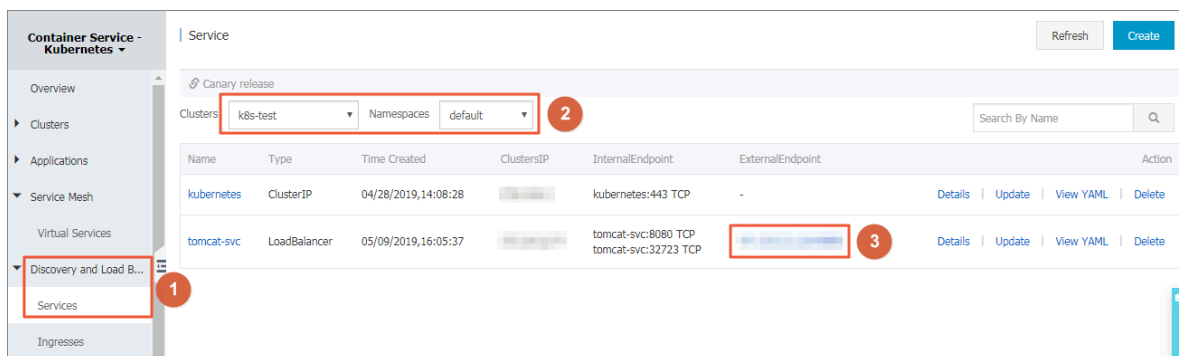 Container Service -
Kubernetes
Overview
Clusters
Applications
Service Mesh
Virtual Services
Discovery and Load B...
Services
1
Ingresses
Service
Refresh
Create
Canary release
Clusters k8s-test Namespaces default 2
Search By Name
Name Type Time Created ClustersIP InternalEndpoint ExternalEndpoint Action
kubernetes ClusterIP 04/28/2019,14:08:28 kubernetes:443 TCP - Details | Update | View YAML | Delete
tomcat-svc LoadBalancer 05/09/2019,16:05:37 tomcat-svc:8080 TCP 3 Details | Update | View YAML | Delete
tomcat-svc:32723 TCP